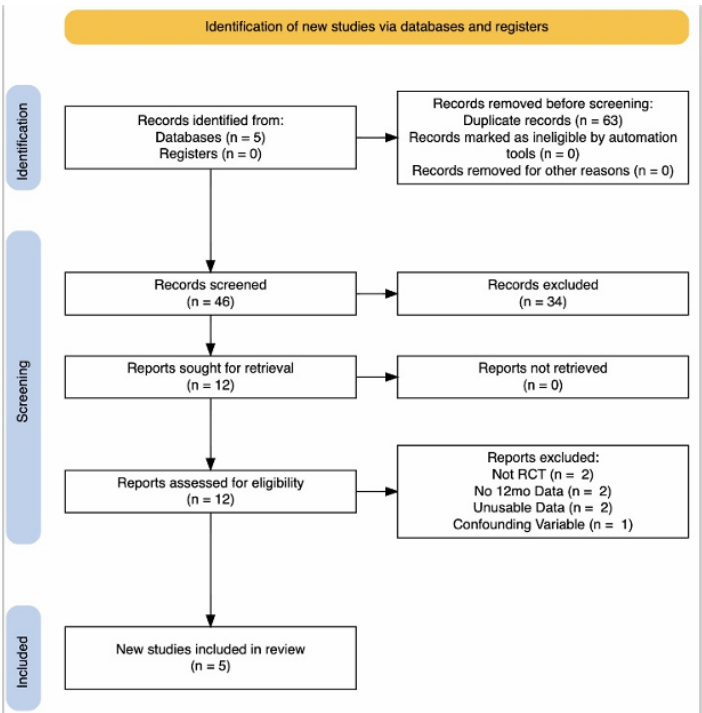 Identification of new studies via databases and registers
Identification
Records identified from:
Databases (n = 5)
Registers (n = 0)
Records removed before screening:
Duplicate records (n = 63)
Records marked as ineligible by automation
tools (n = 0)
Records removed for other reasons (n = 0)
Screening
Records screened
(n = 46)
Records excluded
(n = 34)
Reports sought for retrieval
(n = 12)
Reports not retrieved
(n = 0)
Reports assessed for eligibility
(n = 12)
Reports excluded:
Not RCT (n = 2)
No 12mo Data (n = 2)
Unusable Data (n = 2)
Confounding Variable (n = 1)
Included
New studies included in review
(n = 5)